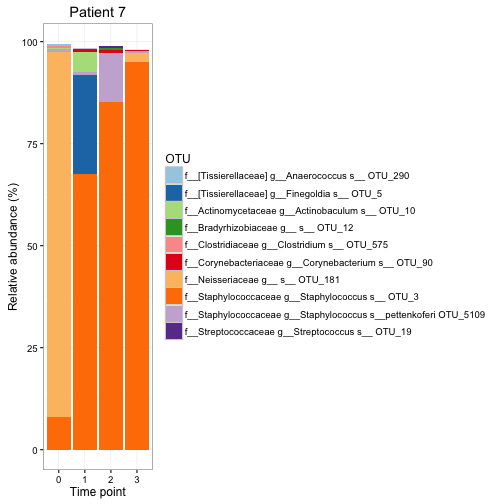 Patient 7
100
75
50
25
0
Relative abundance (%)
0 1 2 3
Time point
OTU
f__[Tissierellaceae] g__Anaerococcus s__ OTU_290
f__[Tissierellaceae] g__Finegoldia s__ OTU_5
f__Actinomycetaceae g__Actinobaculum s__ OTU_10
f__Bradyrhizobiaceae g__ s__ OTU_12
f__Clostridiaceae g__Clostridium s__ OTU_575
f__Corynebacteriaceae g__Corynebacterium s__ OTU_90
f__Neisseriaceae g__ s__ OTU_181
f__Staphylococcaceae g__Staphylococcus s__ OTU_3
f__Staphylococcaceae g__Staphylococcus s__pettenkoferi OTU_5109
f__Streptococcaceae g__Streptococcus s__ OTU_19